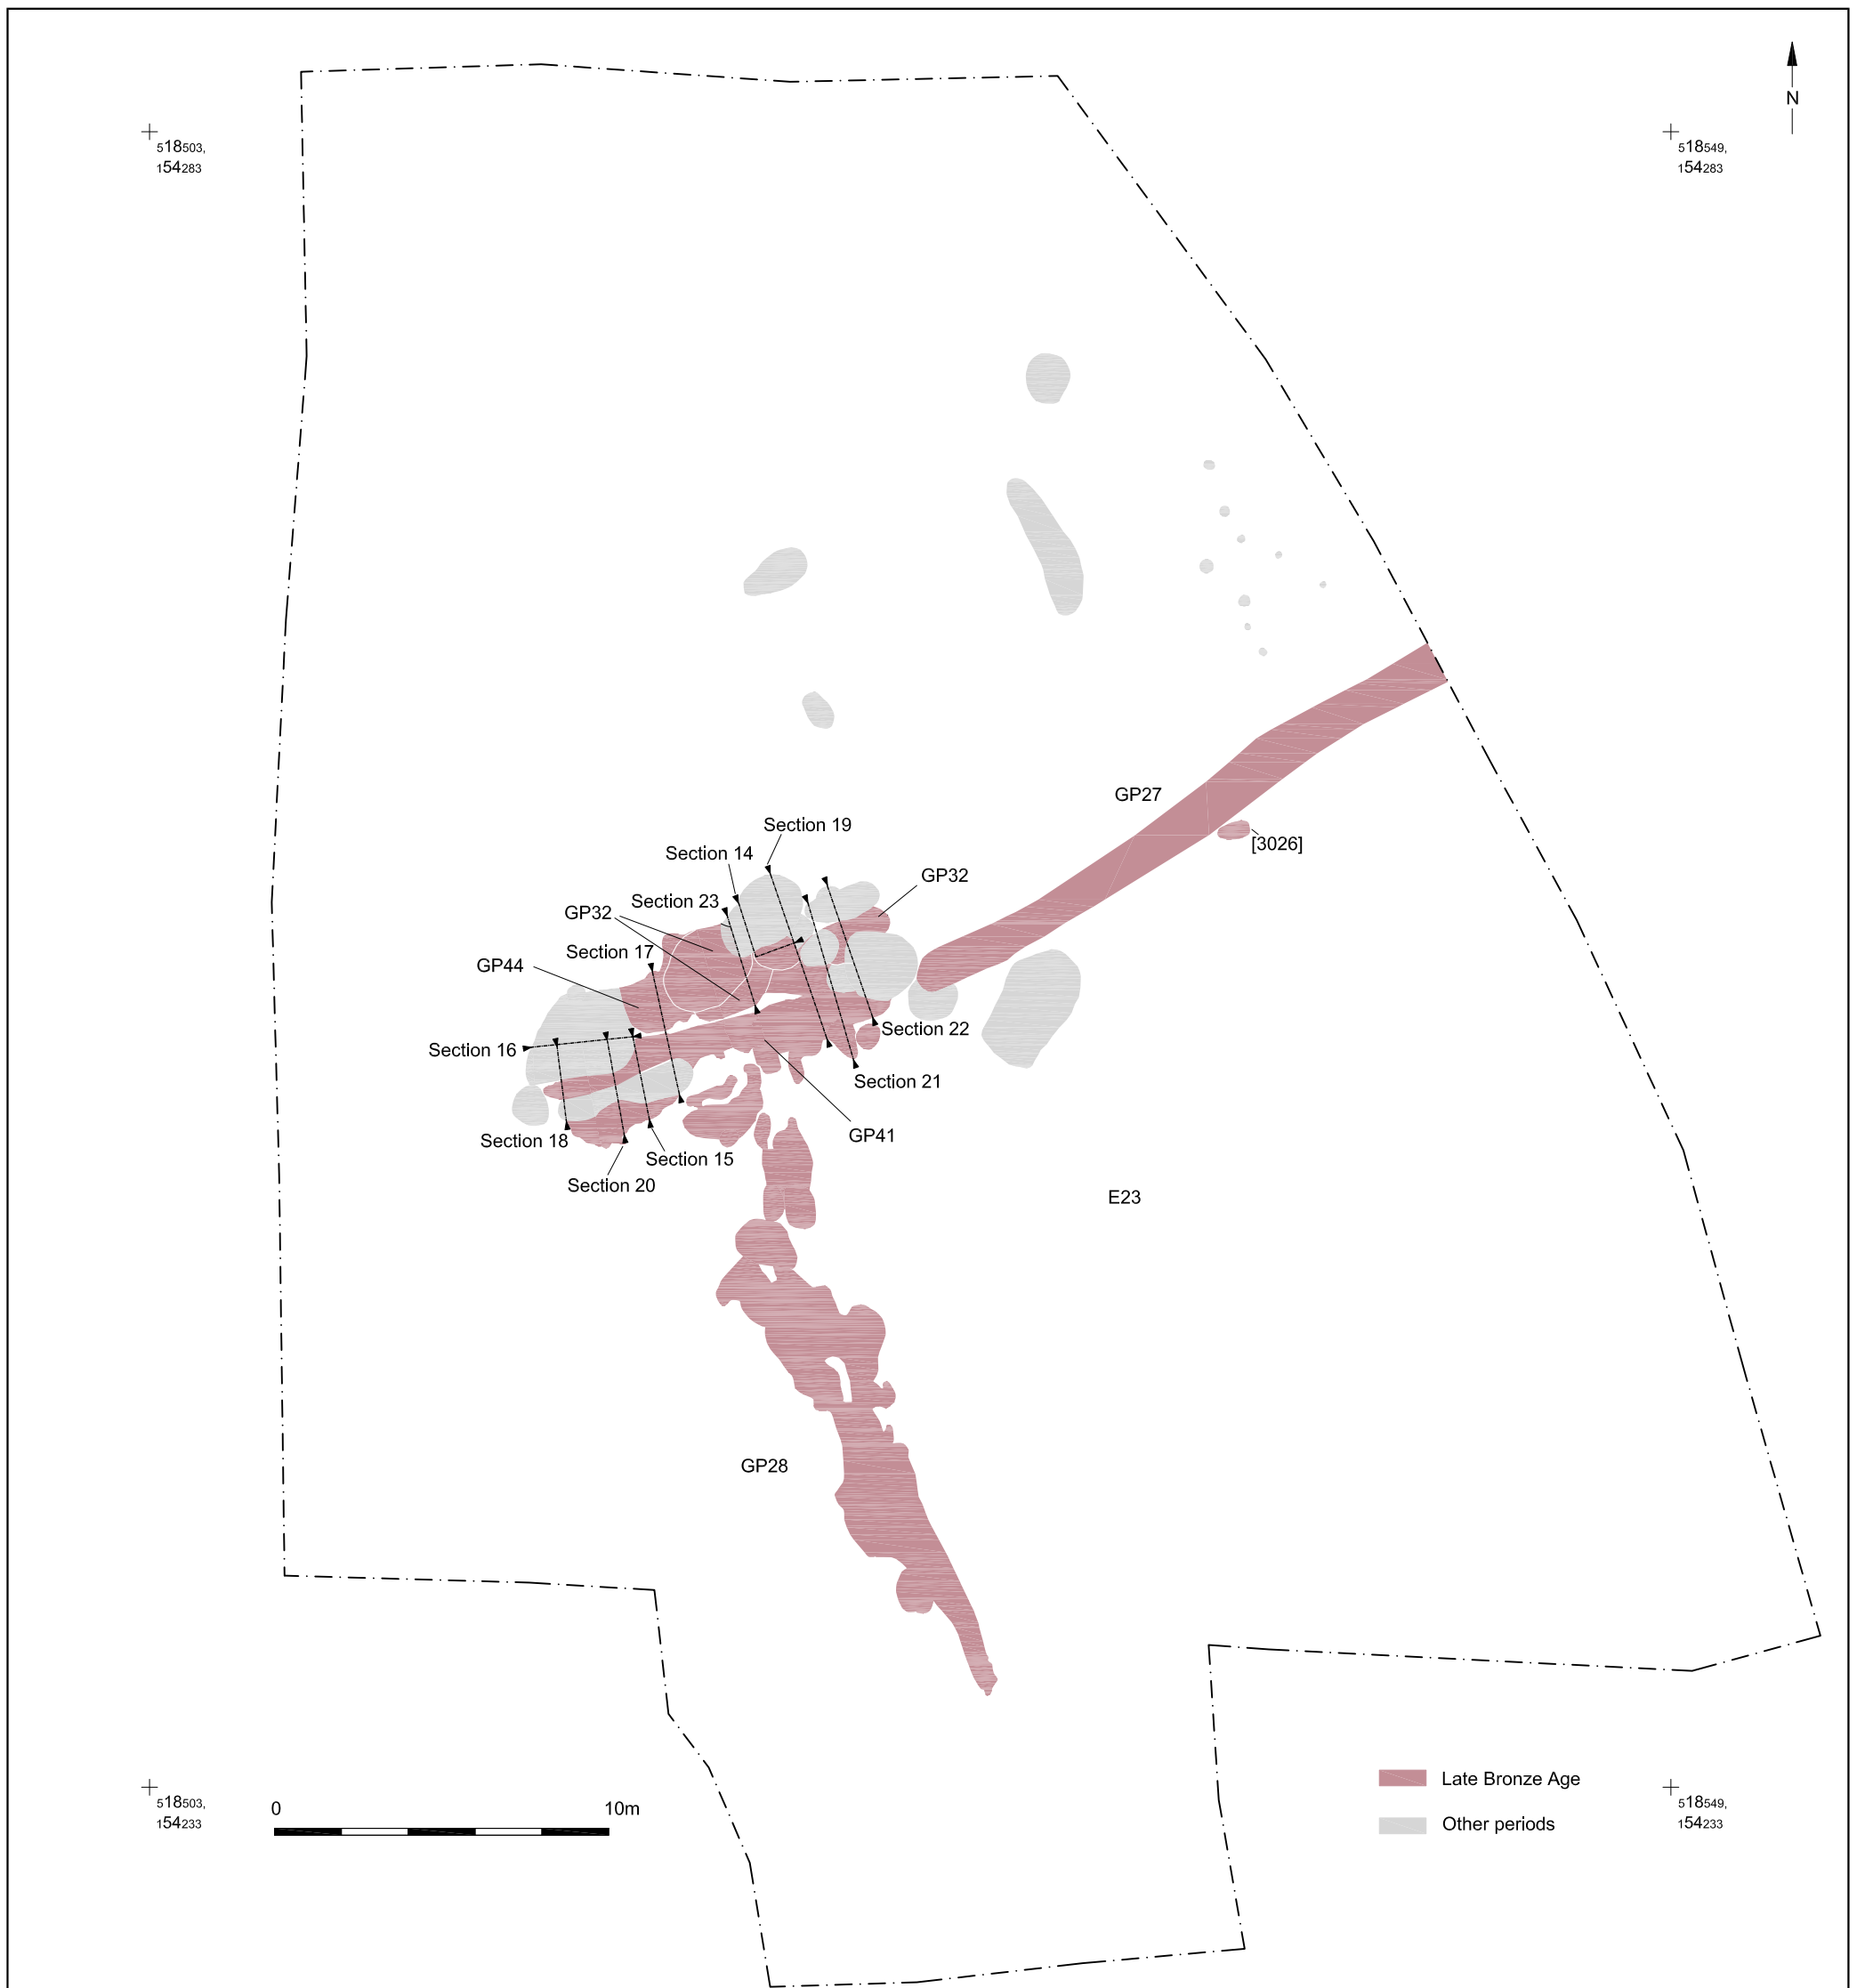 N
518503,
154283
518549,
154283
GP27
[3026]
Section 19
Section 14
GP32
Section 23
GP32
Section 17
GP44
Section 22
Section 16
Section 21
GP41
Section 18
Section 15
Section 20
E23
GP28
Late Bronze Age
Other periods
0 10m
518503,
154233
518549,
154233